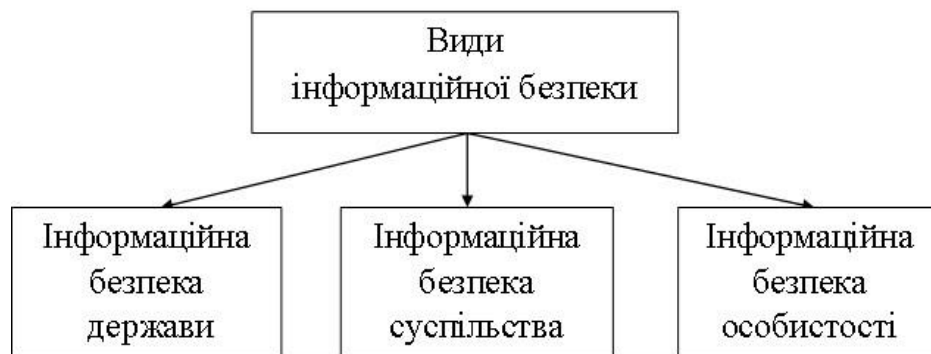 Види
інформаційної безпеки
Інформаційна
безпека
держави
Інформаційна
безпека
суспільства
Інформаційна
безпека
особистості